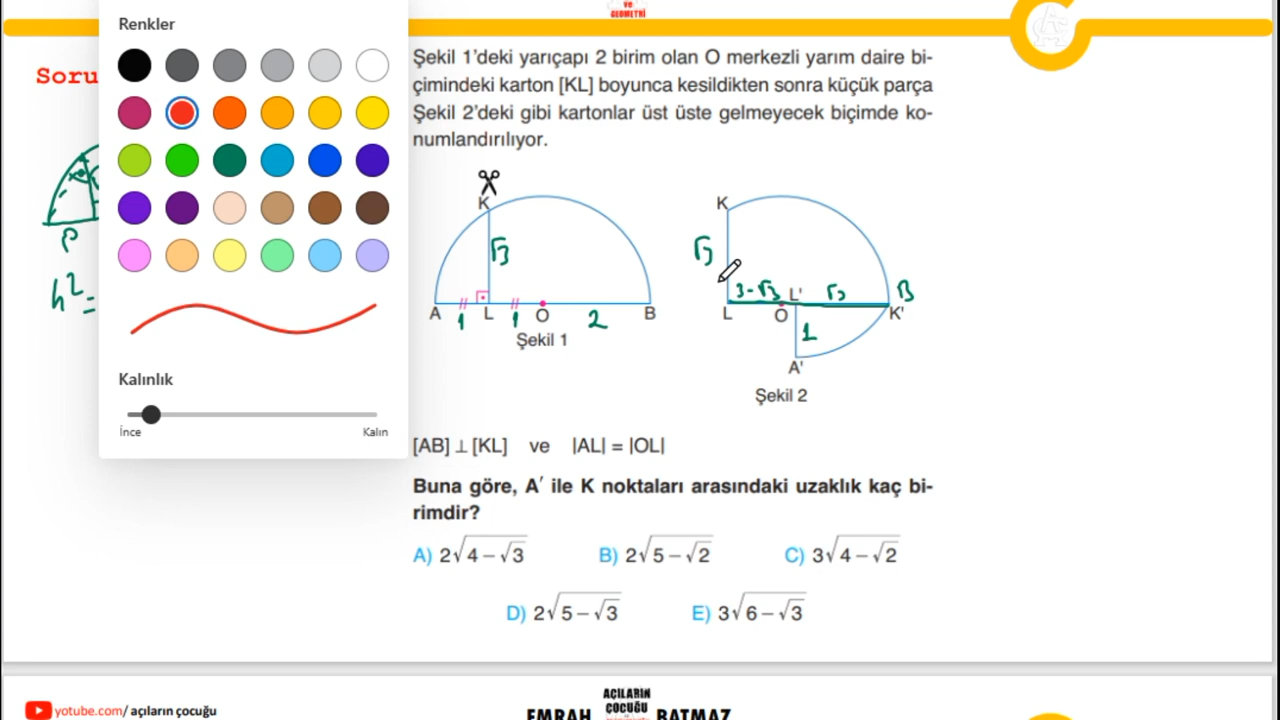 ve
GEOMETRİ
Renkler
Soru
Şekil 1'deki yarıçapı 2 birim olan O merkezli yarım daire bi-
çimindeki karton [KL] boyunca kesildikten sonra küçük parça
Şekil 2'deki gibi kartonlar üst üste gelmeyecek biçimde ko-
numlandırılıyor.
K
√3
A L O B
1 1 2
Şekil 1
K
√3
3-√3 L' √3 B
L O K'
1
A'
Şekil 2
P
h²=
Kalınlık
İnce Kalın
[AB] ⊥ [KL] ve |AL| = |OL|
Buna göre, A' ile K noktaları arasındaki uzaklık kaç bi-
rimdir?
A) 2√(4 – √3) B) 2√(5 – √2) C) 3√(4 – √2)
D) 2√(5 – √3) E) 3√(6 – √3)
yotube.com/ açıların çocuğu
AÇILARIN
ÇOCUĞU
EMRAH BATMAZ